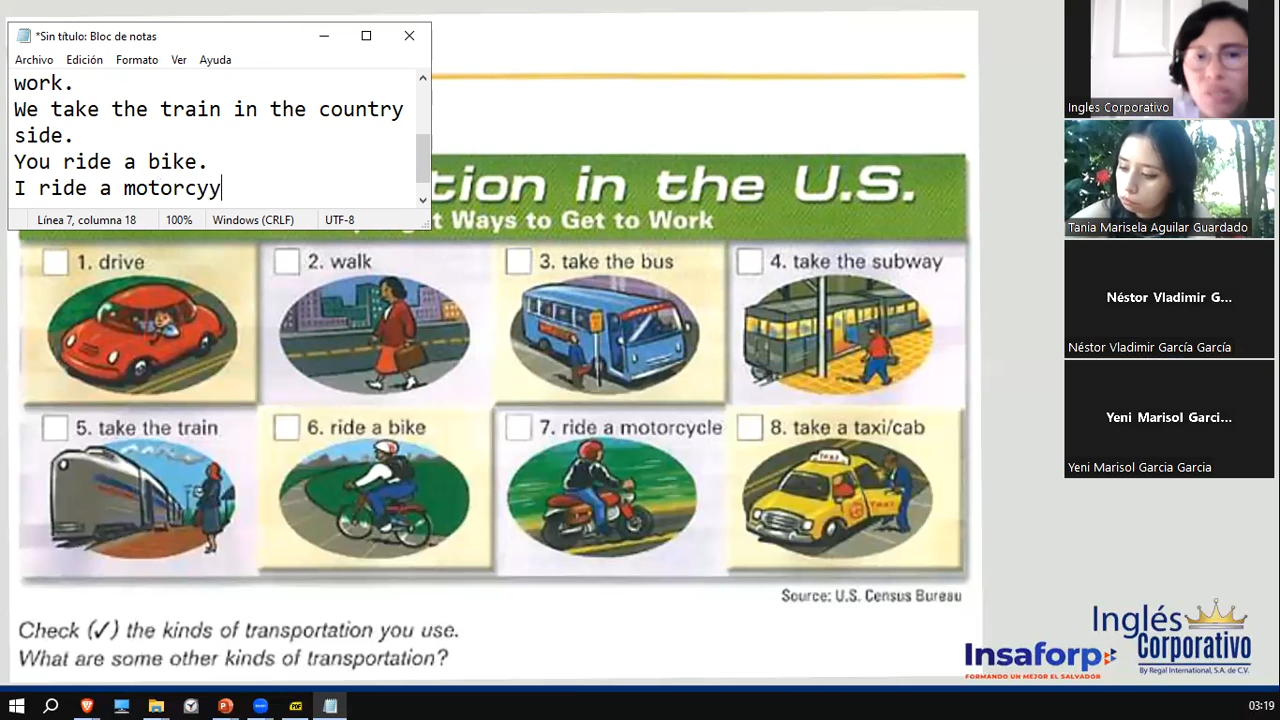 *Sin título: Bloc de notas
Archivo Edición Formato Ver Ayuda
work.
We take the train in the country
side.
You ride a bike.
I ride a motorcyy
Línea 7, columna 18 100% Windows (CRLF) UTF-8
tion in the U.S.
t Ways to Get to Work
1. drive
2. walk
3. take the bus
4. take the subway
5. take the train
6. ride a bike
7. ride a motorcycle
8. take a taxi/cab
TAXI
TAXI
Source: U.S. Census Bureau
Check (✓) the kinds of transportation you use.
What are some other kinds of transportation?
Insaforp
FORMANDO UN MEJOR EL SALVADOR
Inglés
Corporativo
By Regal International, S.A. de C.V.
Ingles Corporativo
Tania Marisela Aguilar Guardado
Néstor Vladimir G...
Néstor Vladimir García García
Yeni Marisol Garci...
Yeni Marisol Garcia Garcia
03:19